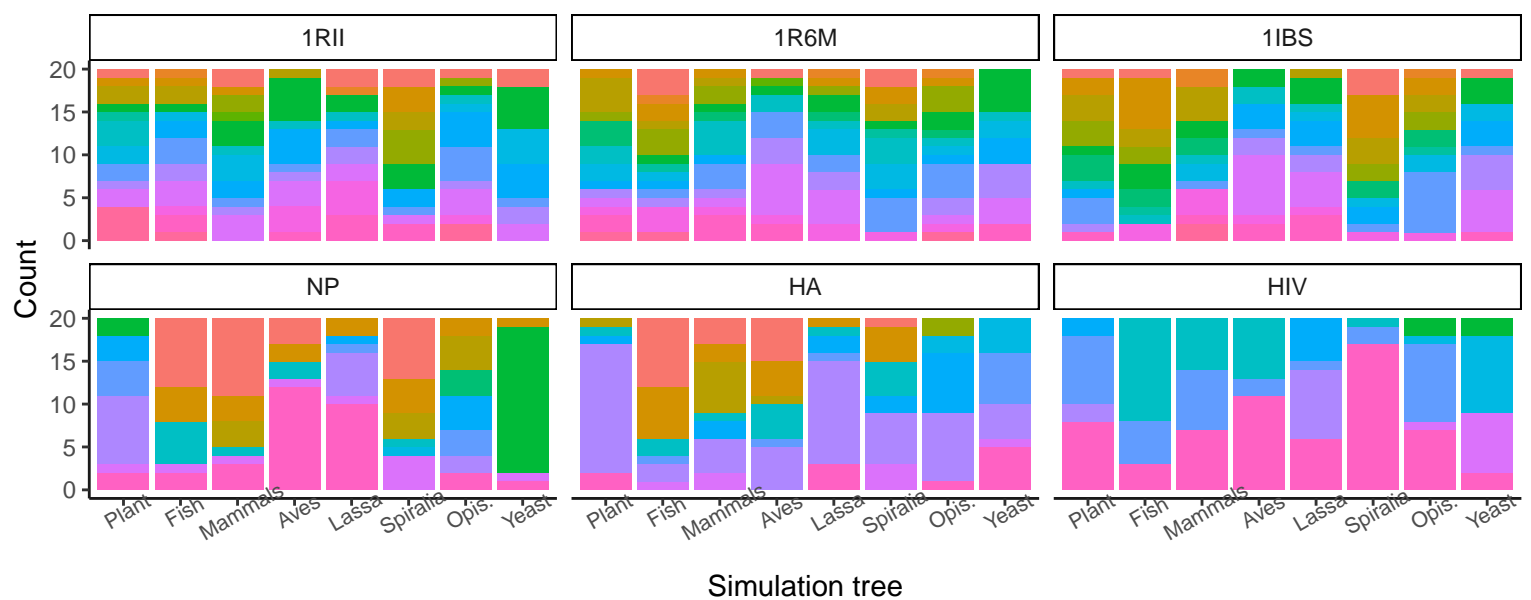 1RII 1R6M 1IBS
20
15
10
5
0
Count
NP HA HIV
20
15
10
5
0
Plant Fish Mammals Aves Lassa Spiralia Opis. Yeast Plant Fish Mammals Aves Lassa Spiralia Opis. Yeast Plant Fish Mammals Aves Lassa Spiralia Opis. Yeast
Simulation tree